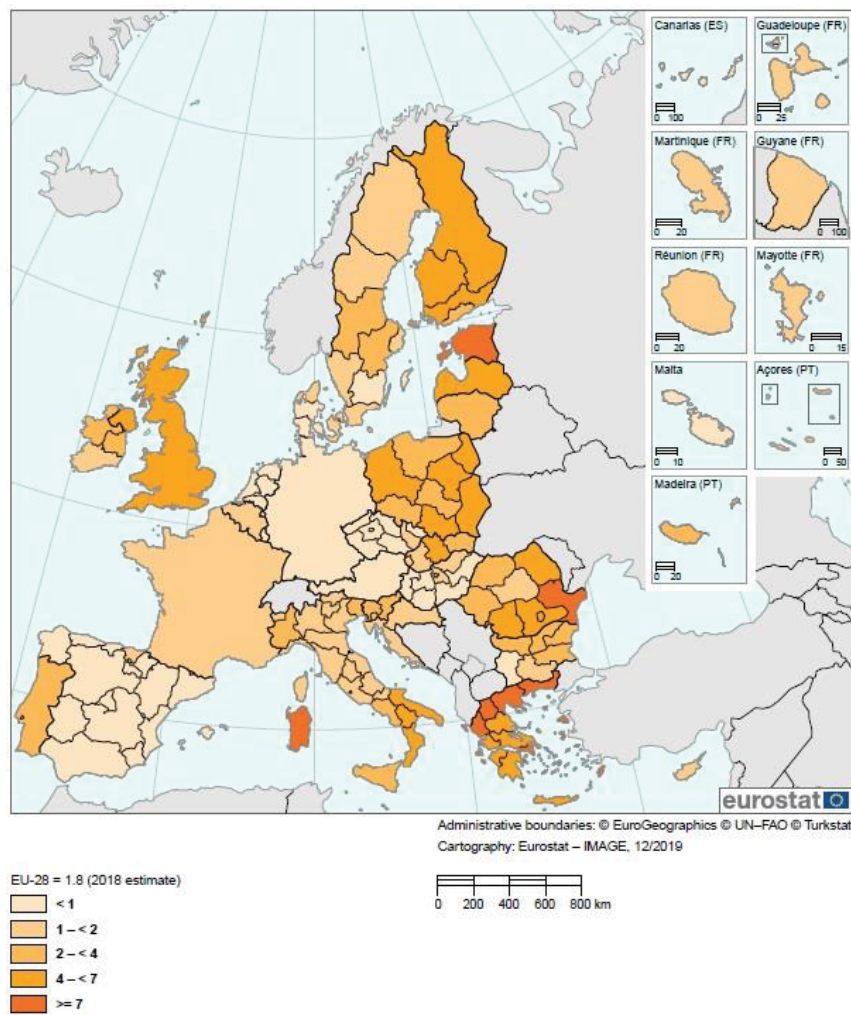 Canarias (ES)
0 100
Guadeloupe (FR)
0 25
Martinique (FR)
0 20
Guyane (FR)
0 100
Réunion (FR)
0 20
Mayotte (FR)
0 15
Malta
0 10
Açores (PT)
0 50
Madeira (PT)
0 20
eurostat
Administrative boundaries: © EuroGeographics © UN–FAO © Turkstat
Cartography: Eurostat – IMAGE, 12/2019
0 200 400 600 800 km
EU-28 = 1.8 (2018 estimate)
< 1
1 – < 2
2 – < 4
4 – < 7
>= 7